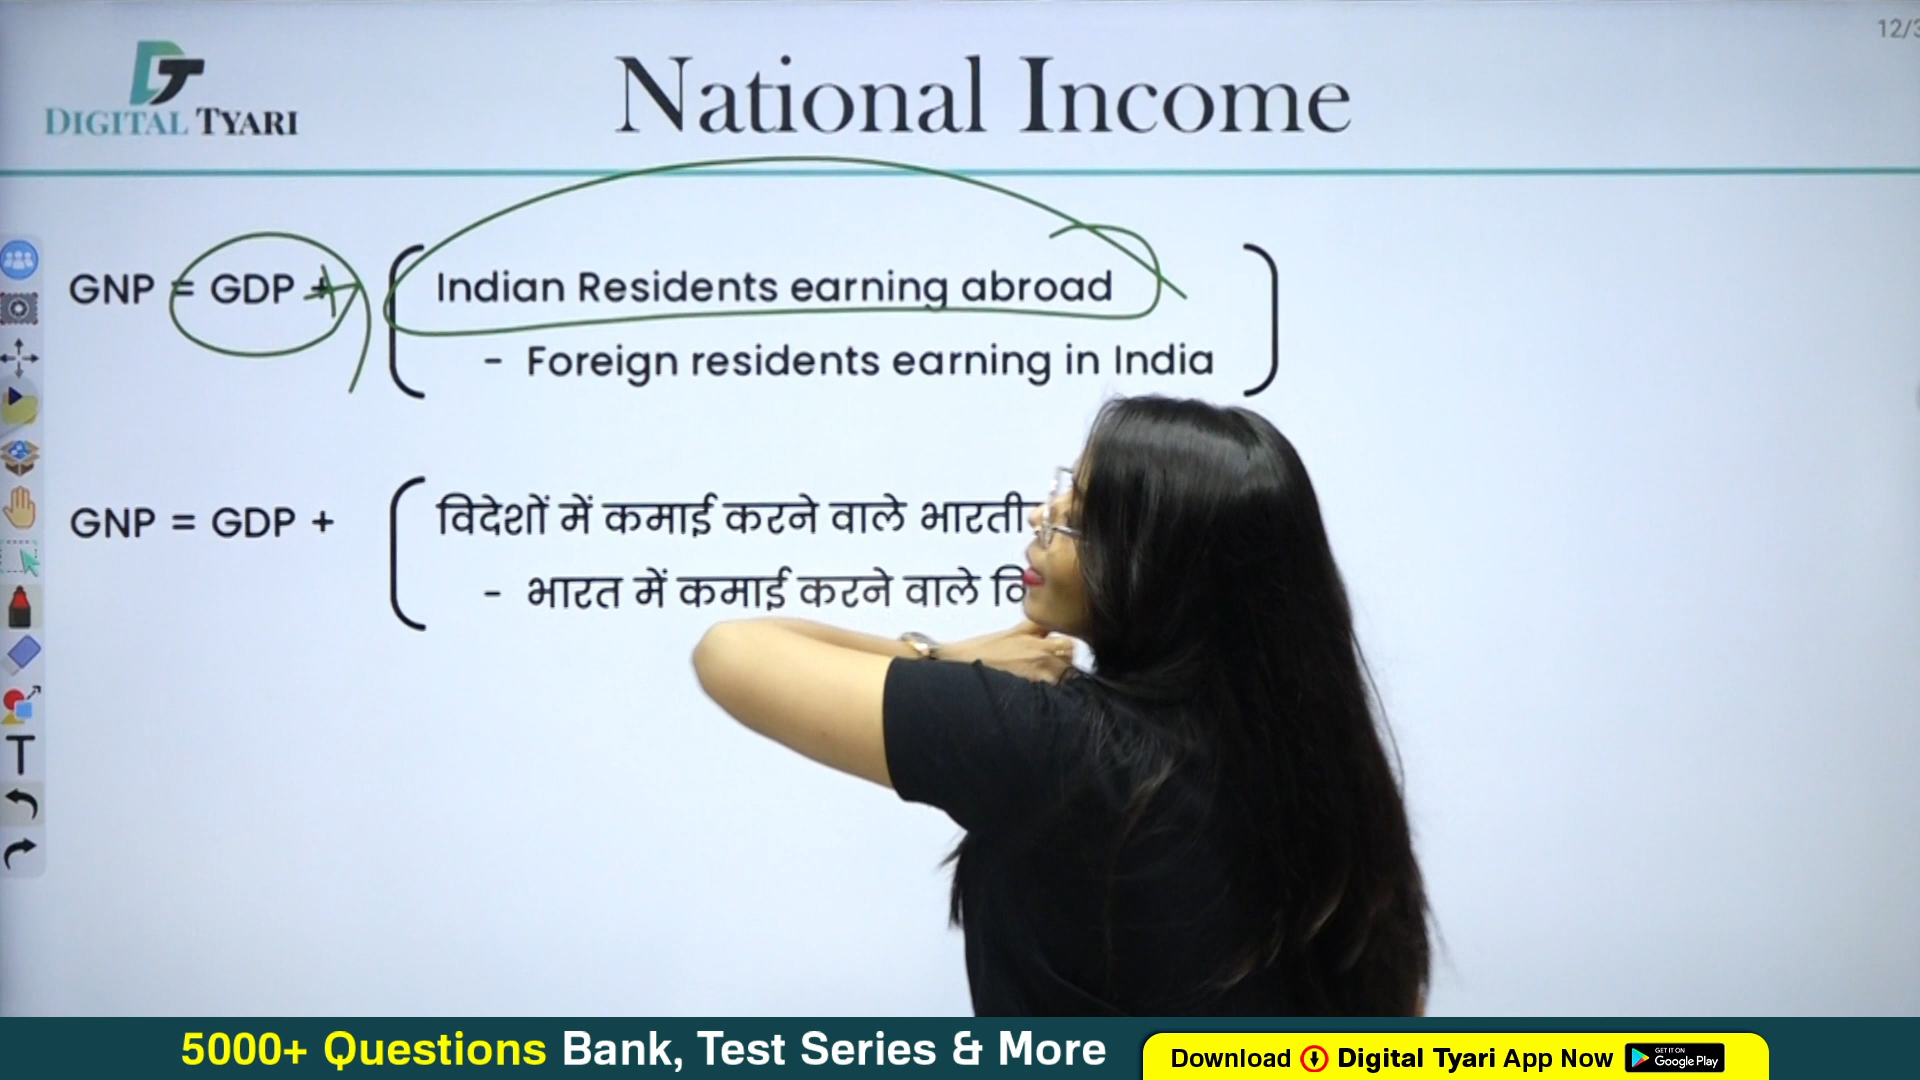 12/3
DT
DIGITAL TYARI
National Income
GNP = GDP + ( Indian Residents earning abroad
- Foreign residents earning in India )
GNP = GDP + ( विदेशों में कमाई करने वाले
- भारत में कमाई करने वाले
T
5000+ Questions Bank, Test Series & More
Download Digital Tyari App Now
GET IT ON
Google Play